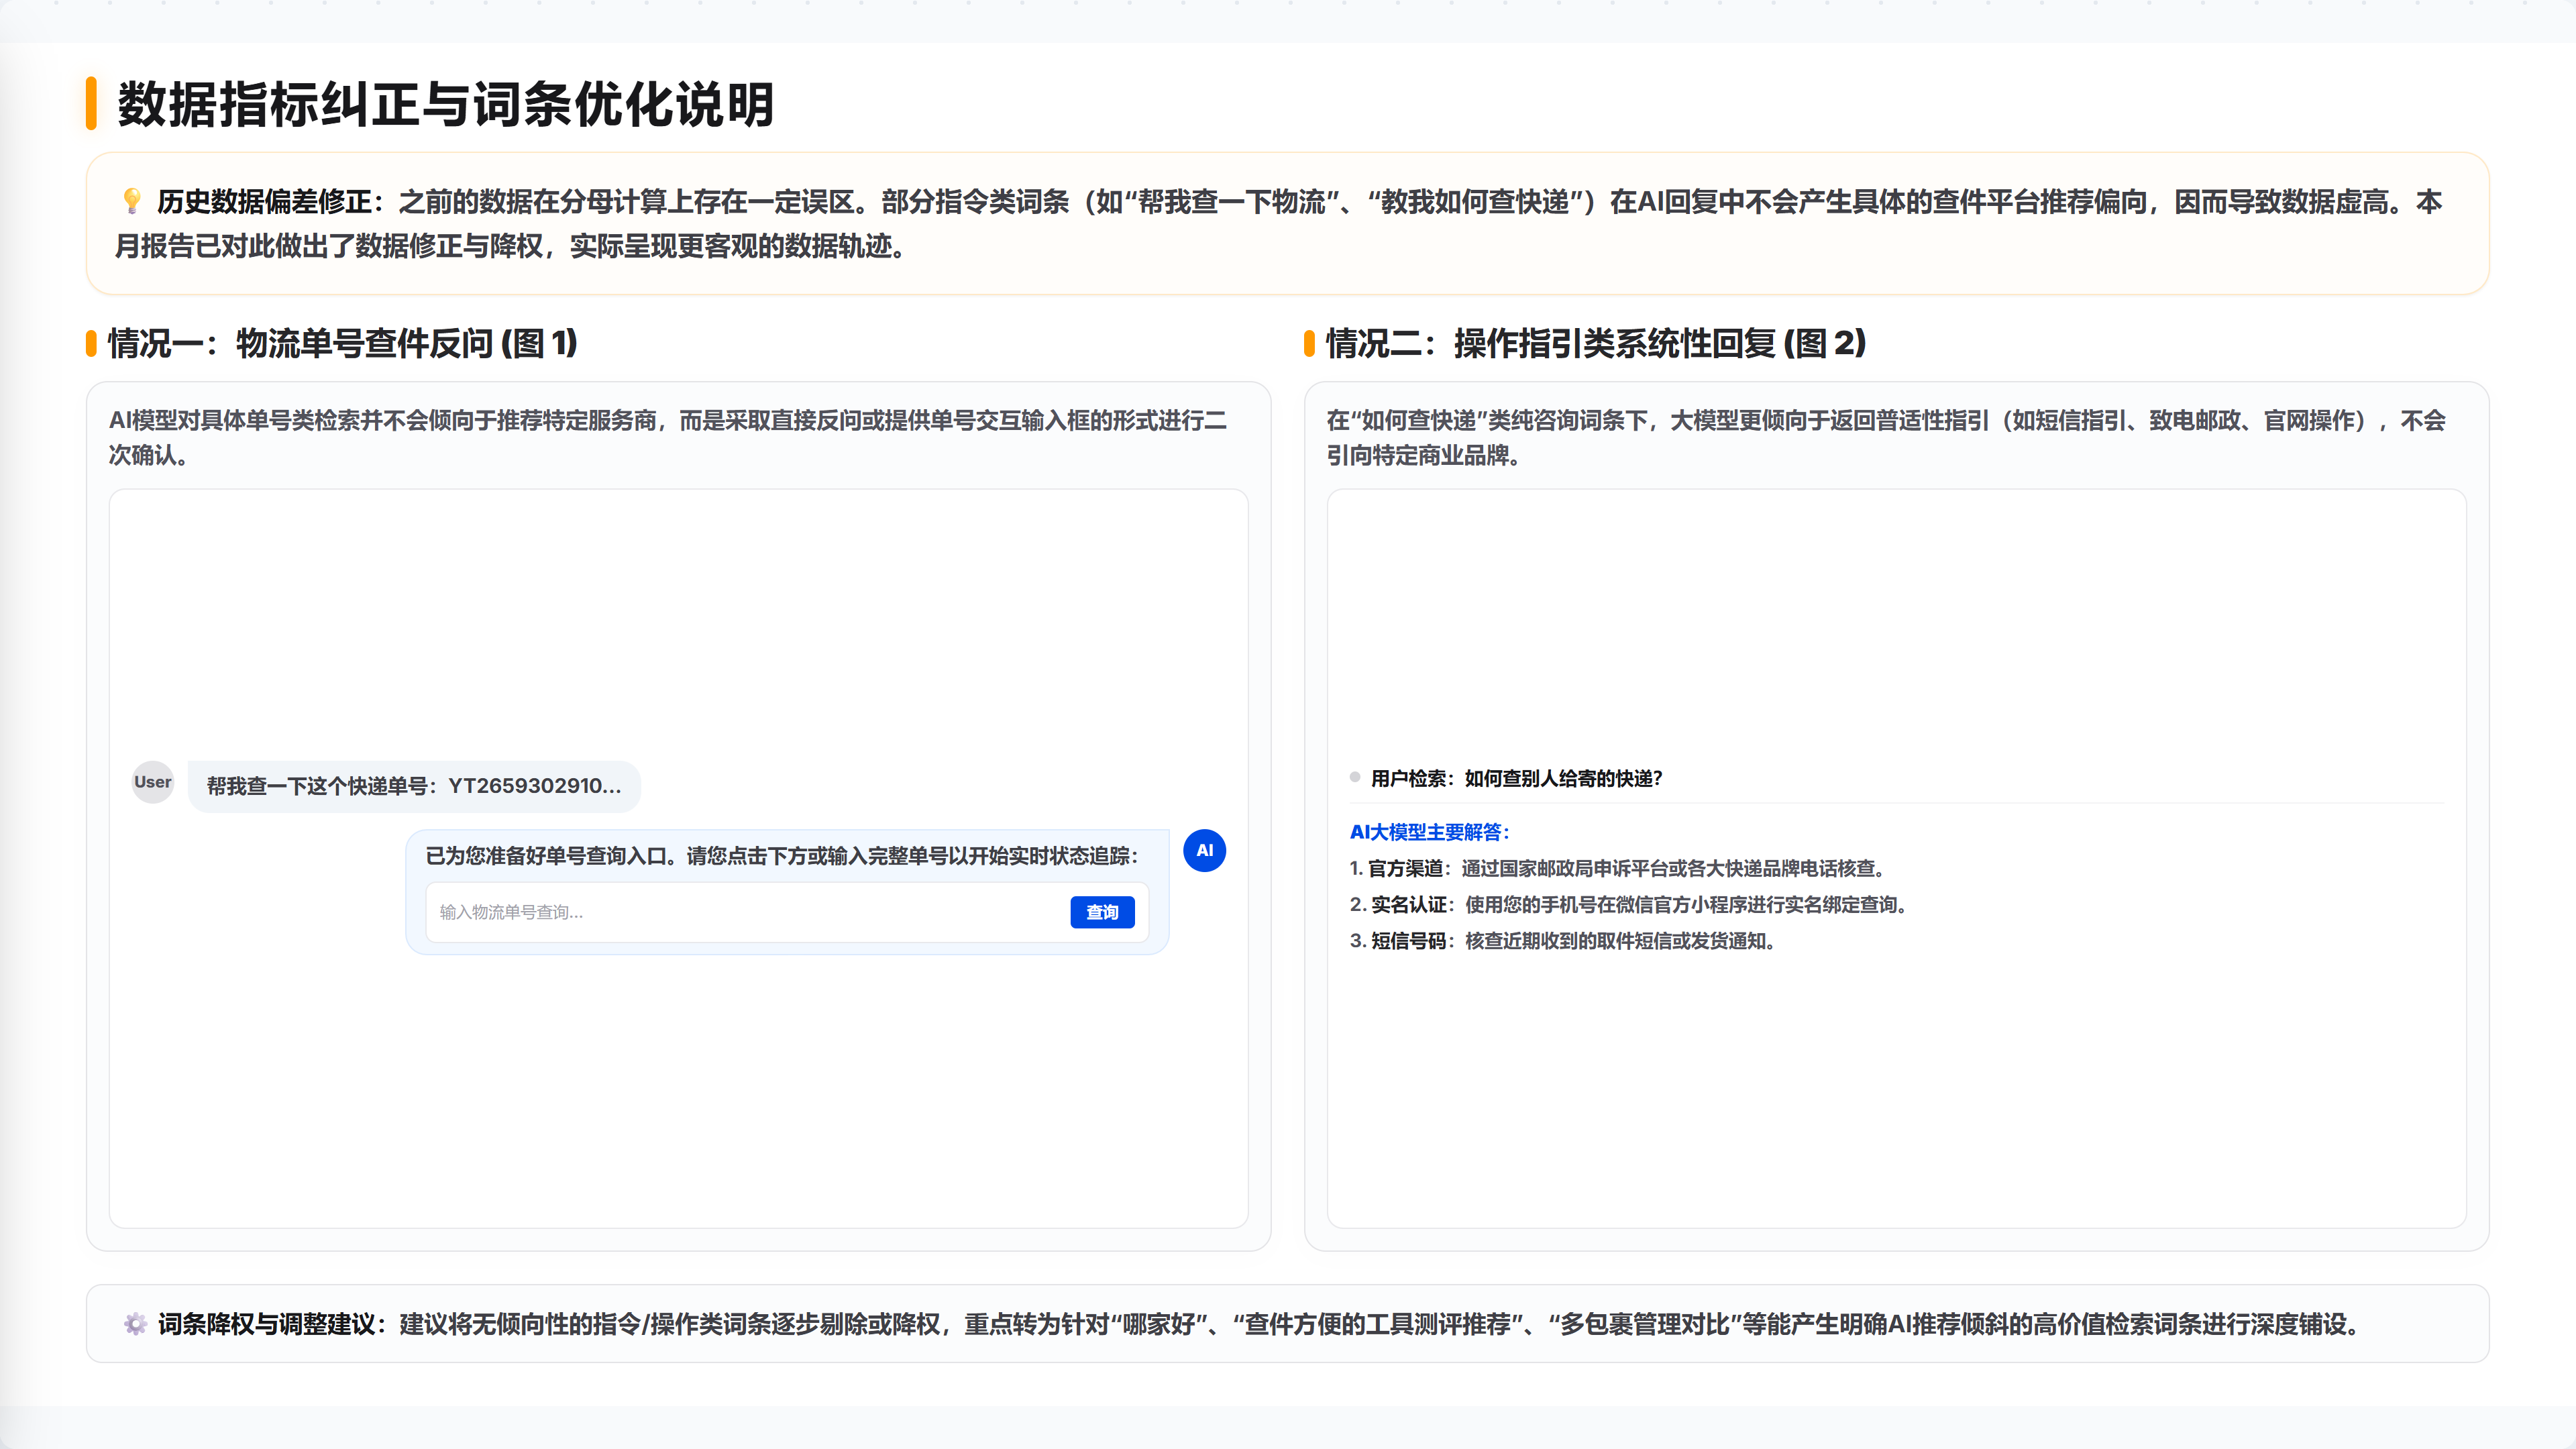 数据指标纠正与词条优化说明
💡 历史数据偏差修正：之前的数据在分母计算上存在一定误区。部分指令类词条（如“帮我查一下物流”、“教我如何查快递”）在AI回复中不会产生具体的查件平台推荐偏向，因而导致数据虚高。本
月报告已对此做出了数据修正与降权，实际呈现更客观的数据轨迹。
情况一：物流单号查件反问 (图 1)
AI模型对具体单号类检索并不会倾向于推荐特定服务商，而是采取直接反问或提供单号交互输入框的形式进行二
次确认。
User
帮我查一下这个快递单号：YT2659302910...
已为您准备好单号查询入口。请您点击下方或输入完整单号以开始实时状态追踪：
AI
输入物流单号查询...
查询
情况二：操作指引类系统性回复 (图 2)
在“如何查快递”类纯咨询词条下，大模型更倾向于返回普适性指引（如短信指引、致电邮政、官网操作），不会
引向特定商业品牌。
用户检索：如何查别人给寄的快递？
AI大模型主要解答：
1. 官方渠道：通过国家邮政局申诉平台或各大快递品牌电话核查。
2. 实名认证：使用您的手机号在微信官方小程序进行实名绑定查询。
3. 短信号码：核查近期收到的取件短信或发货通知。
⚙️ 词条降权与调整建议：建议将无倾向性的指令/操作类词条逐步剔除或降权，重点转为针对“哪家好”、“查件方便的工具测评推荐”、“多包裹管理对比”等能产生明确AI推荐倾斜的高价值检索词条进行深度铺设。